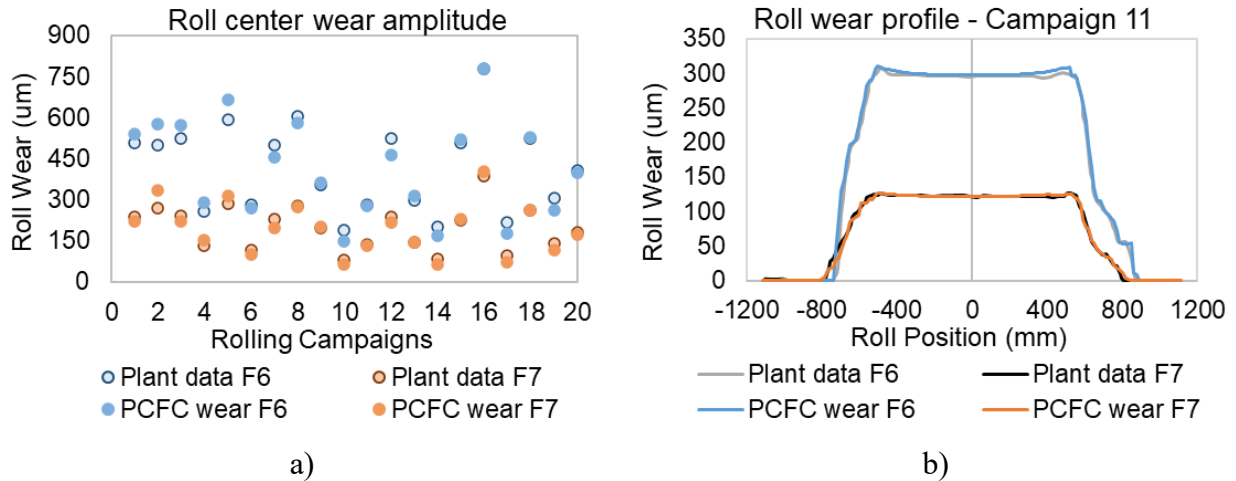 Roll center wear amplitude
900
750
600
450
300
150
0
Roll Wear (um)
0 2 4 6 8 10 12 14 16 18 20
Rolling Campaigns
Plant data F6 Plant data F7
PCFC wear F6 PCFC wear F7
a)
Roll wear profile - Campaign 11
350
300
250
200
150
100
50
0
Roll Wear (um)
-1200 -800 -400 0 400 800 1200
Roll Position (mm)
Plant data F6 Plant data F7
PCFC wear F6 PCFC wear F7
b)